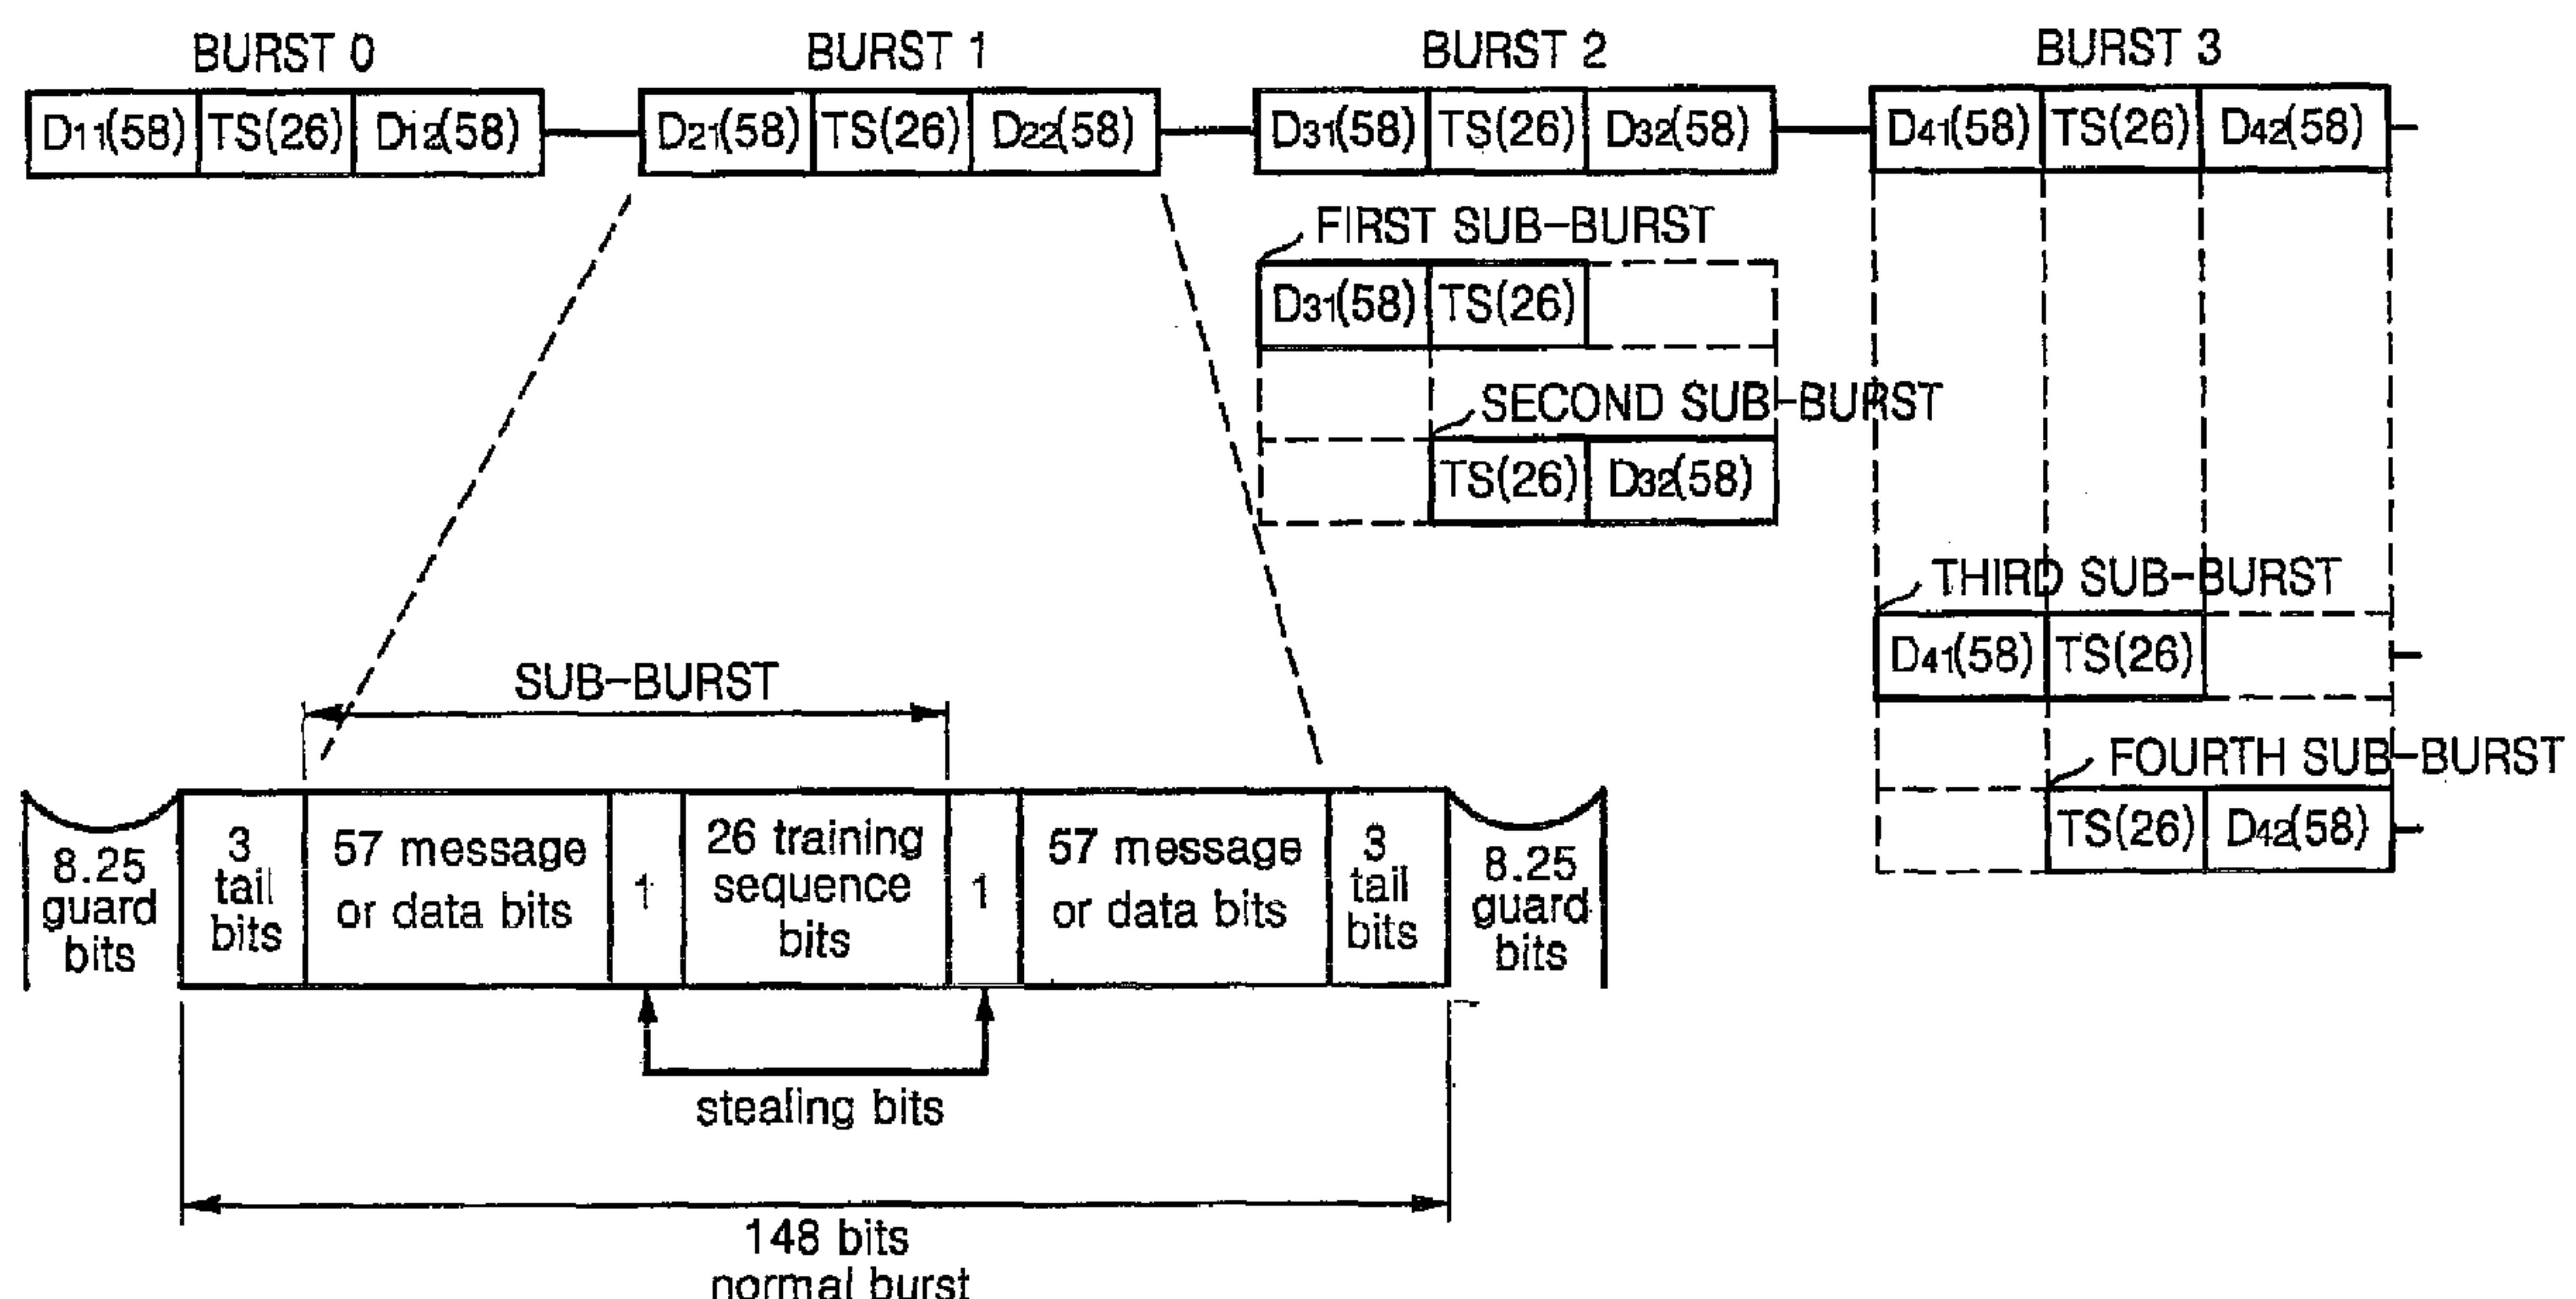 BURST 0
BURST 1
BURST 2
BURST 3
D11(58) TS(26) D12(58)
D21(58) TS(26) D22(58)
D31(58) TS(26) D32(58)
D41(58) TS(26) D42(58)
FIRST SUB-BURST
D31(58) TS(26)
SECOND SUB-BURST
TS(26) D32(58)
THIRD SUB-BURST
D41(58) TS(26)
FOURTH SUB-BURST
TS(26) D42(58)
SUB-BURST
8.25
guard
bits
3
tail
bits
57 message
or data bits
1
26 training
sequence
bits
1
57 message
or data bits
3
tail
bits
8.25
guard
bits
stealing bits
148 bits
normal burst